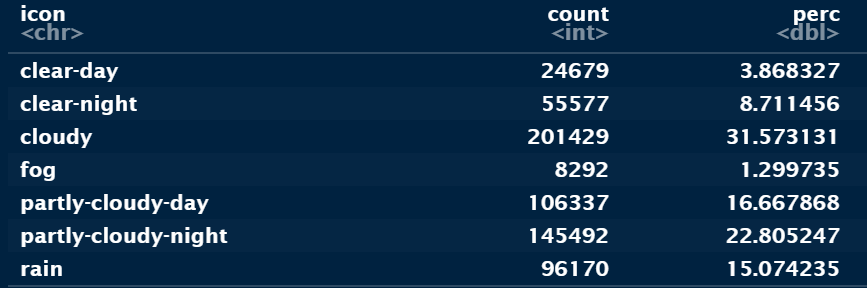 icon count perc
<chr> <int> <dbl>
clear-day 24679 3.868327
clear-night 55577 8.711456
cloudy 201429 31.573131
fog 8292 1.299735
partly-cloudy-day 106337 16.667868
partly-cloudy-night 145492 22.805247
rain 96170 15.074235